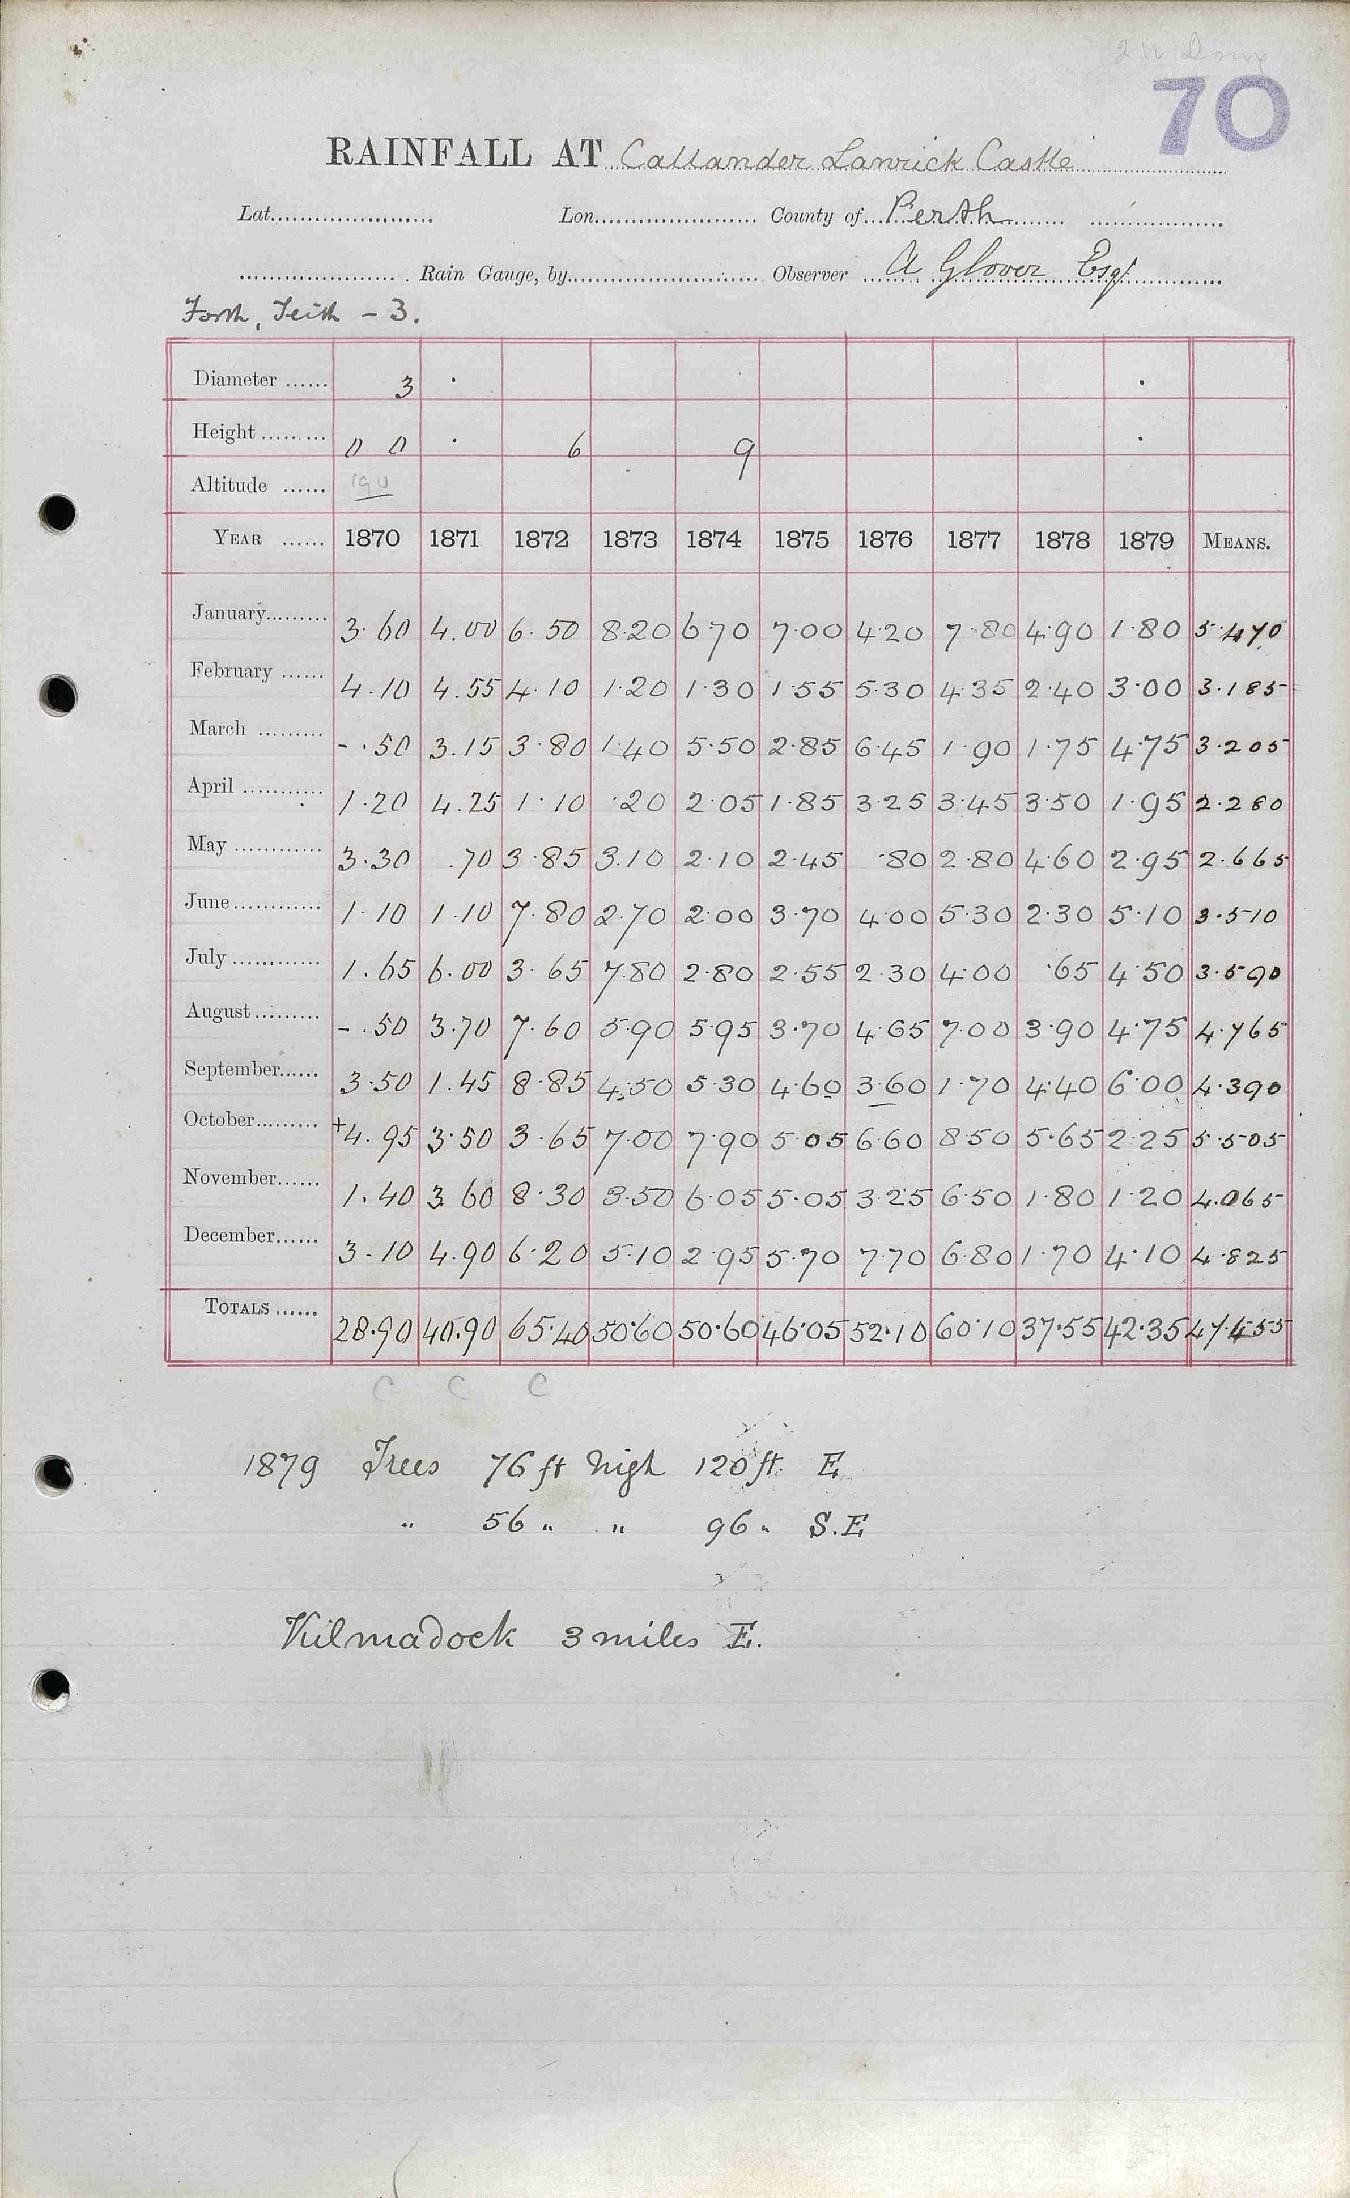 70
RAINFALL AT Callander Lanrick Castle
Lat. Lon. County of Perth
Rain Gauge, by Observer A Glover Esq.
Forth, Teith - 3.
Diameter 3 . .
Height 0 0 . 6 9 .
Altitude 190
YEAR 1870 1871 1872 1873 1874 1875 1876 1877 1878 1879 MEANS.
January 3.60 4.00 6.50 8.20 6 70 7.00 4.20 7.80 4.90 1.80 5.470
February 4.10 4.55 4.10 1.20 1.30 1.55 5.30 4.35 2.40 3.00 3.185
March -.50 3.15 3.80 1.40 5.50 2.85 6.45 1.90 1.75 4.75 3.205
April 1.20 4.25 1.10 .20 2.05 1.85 3.25 3.45 3.50 1.95 2.280
May 3.30 .70 3.85 3.10 2.10 2.45 .80 2.80 4.60 2.95 2.665
June 1.10 1.10 7.80 2.70 2.00 3.70 4.00 5.30 2.30 5.10 3.510
July 1.65 6.00 3.65 7.80 2.80 2.55 2.30 4.00 .65 4.50 3.590
August -.50 3.70 7.60 5.90 5.95 3.70 4.65 7.00 3.90 4.75 4.765
September 3.50 1.45 8.85 4.50 5.30 4.60 3.60 1.70 4.40 6.00 4.390
October +4.95 3.50 3.65 7.00 7.90 5.05 6.60 8.50 5.65 2.25 5.505
November 1.40 3.60 8.30 3.50 6.05 5.05 3.25 6.50 1.80 1.20 4.065
December 3.10 4.90 6.20 5.10 2.95 5.70 7.70 6.80 1.70 4.10 4.825
TOTALS 28.90 40.90 65.40 50.60 50.60 46.05 52.10 60.10 37.55 42.35 47.455
C C C
1879 Trees 76 ft high 120 ft. E
" 56 " " 96 " S.E
Kilmadock 3 miles E.